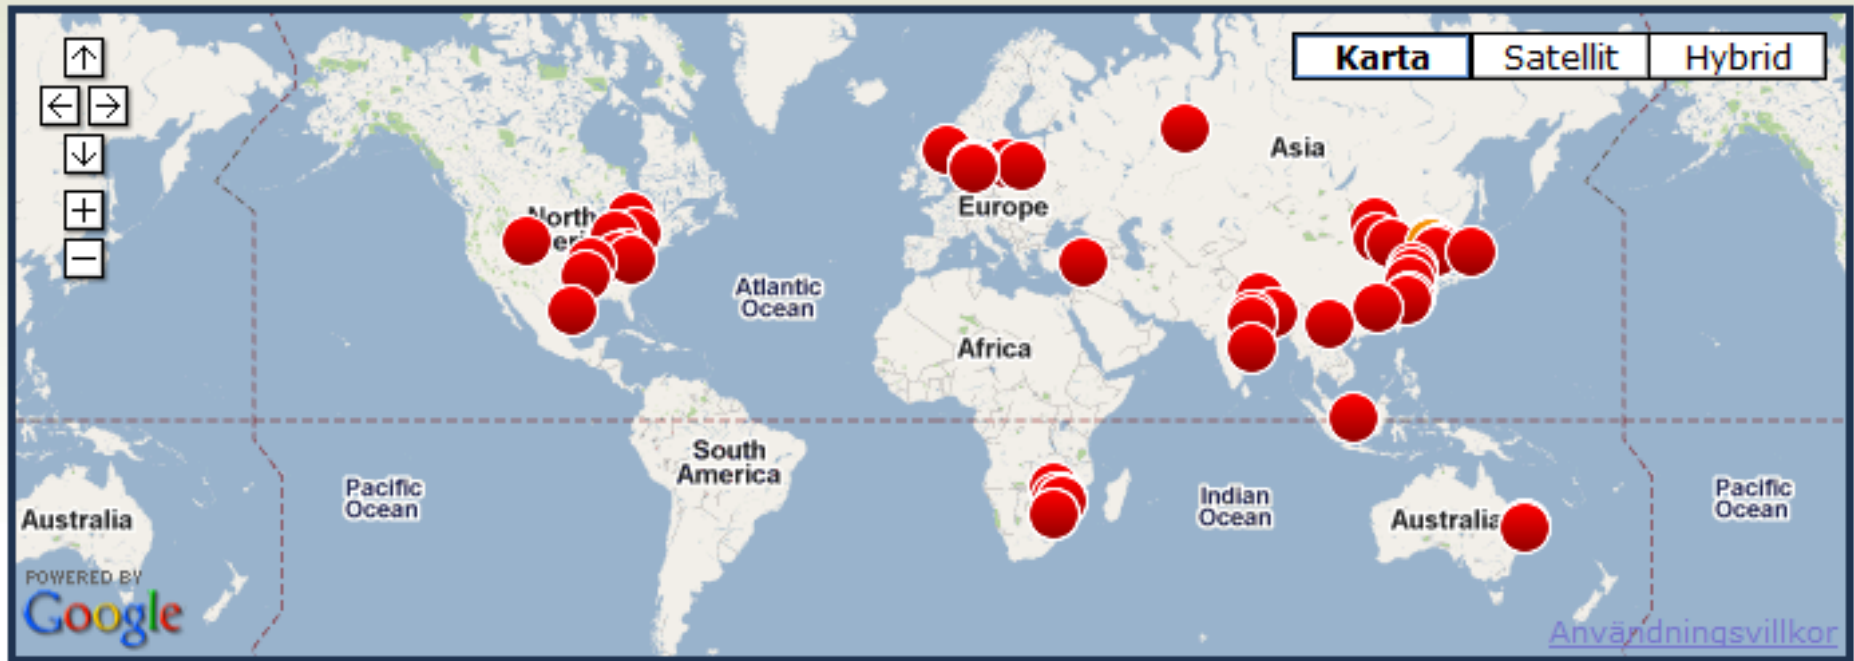 Karta
Satellit
Hybrid
Asia
North
Europe
Atlantic
Ocean
Africa
South
America
Pacific
Ocean
Indian
Ocean
Pacific
Ocean
Australia
Australia
POWERED BY
Google
Användningsvillkor